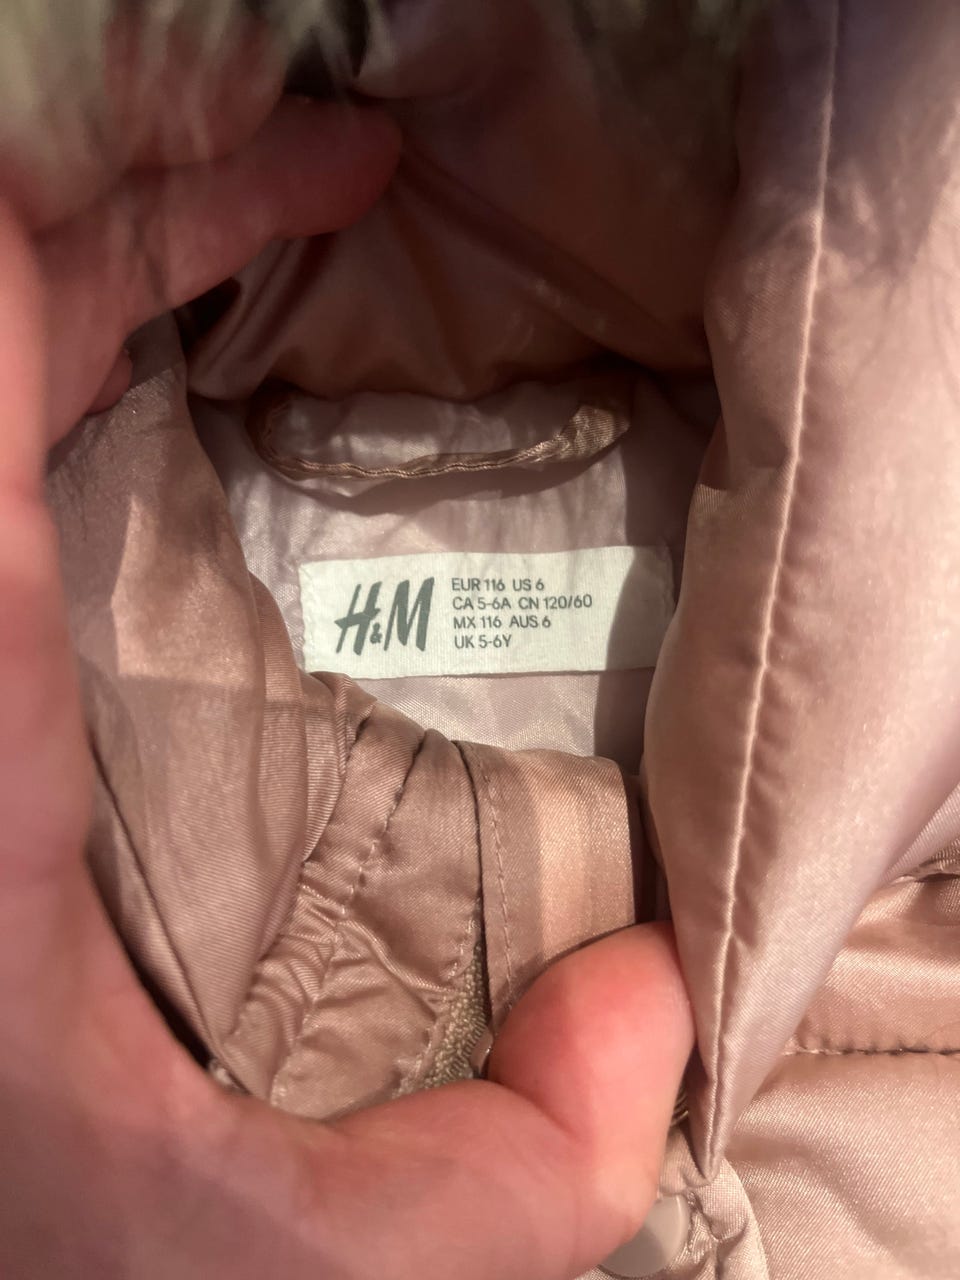 H&M
EUR 116 US 6
CA 5-6A CN 120/60
MX 116 AUS 6
UK 5-6Y